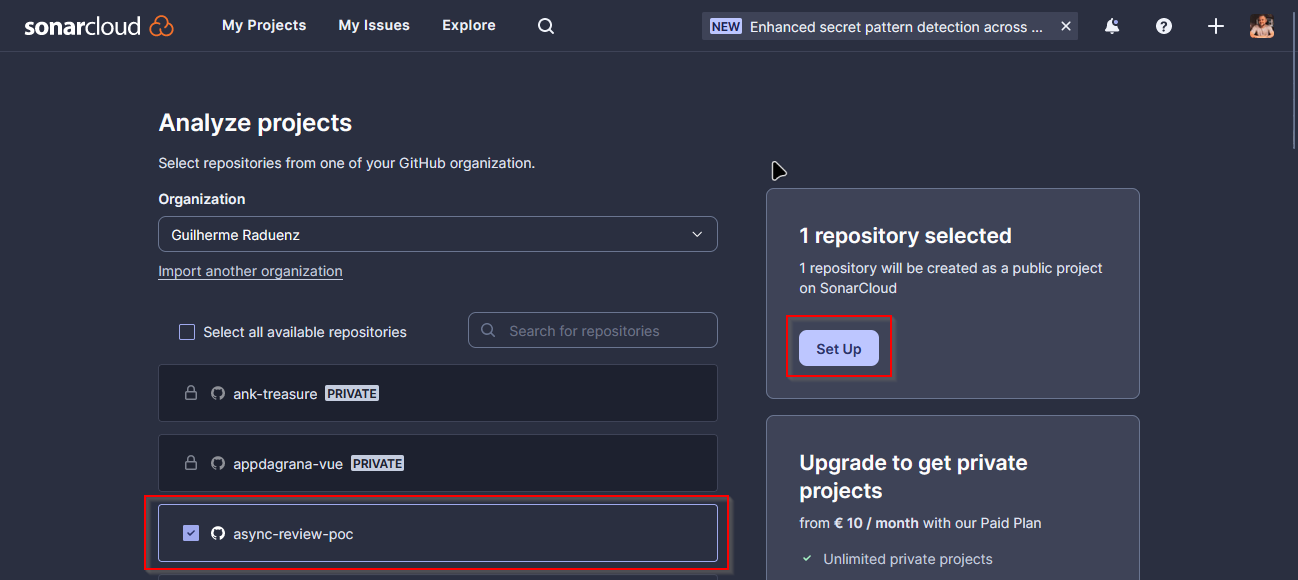 sonarcloud My Projects My Issues Explore NEW Enhanced secret pattern detection across ...
Analyze projects
Select repositories from one of your GitHub organization.
Organization
Guilherme Raduenz
Import another organization
Select all available repositories
Search for repositories
ank-treasure PRIVATE
appdagrana-vue PRIVATE
async-review-poc
1 repository selected
1 repository will be created as a public project
on SonarCloud
Set Up
Upgrade to get private
projects
from € 10 / month with our Paid Plan
Unlimited private projects